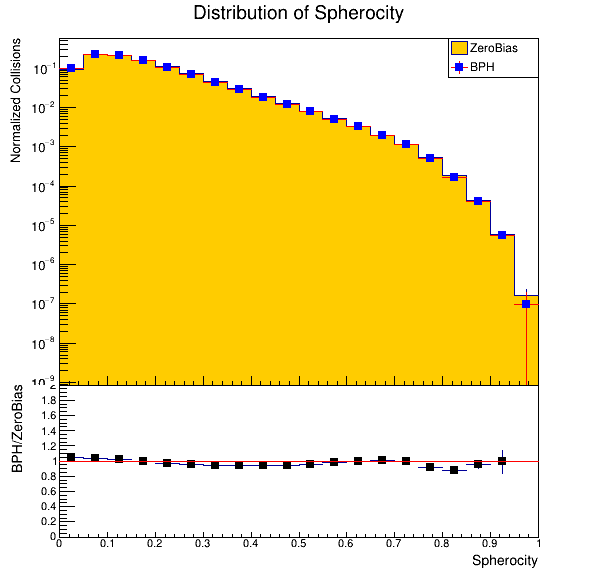 Distribution of Spherocity
Normalized Collisions
ZeroBias
BPH
10⁻¹
10⁻²
10⁻³
10⁻⁴
10⁻⁵
10⁻⁶
10⁻⁷
10⁻⁸
10⁻⁹
BPH/ZeroBias
2
1.8
1.6
1.4
1.2
1
0.8
0.6
0.4
0.2
0
0 0.1 0.2 0.3 0.4 0.5 0.6 0.7 0.8 0.9 1
Spherocity